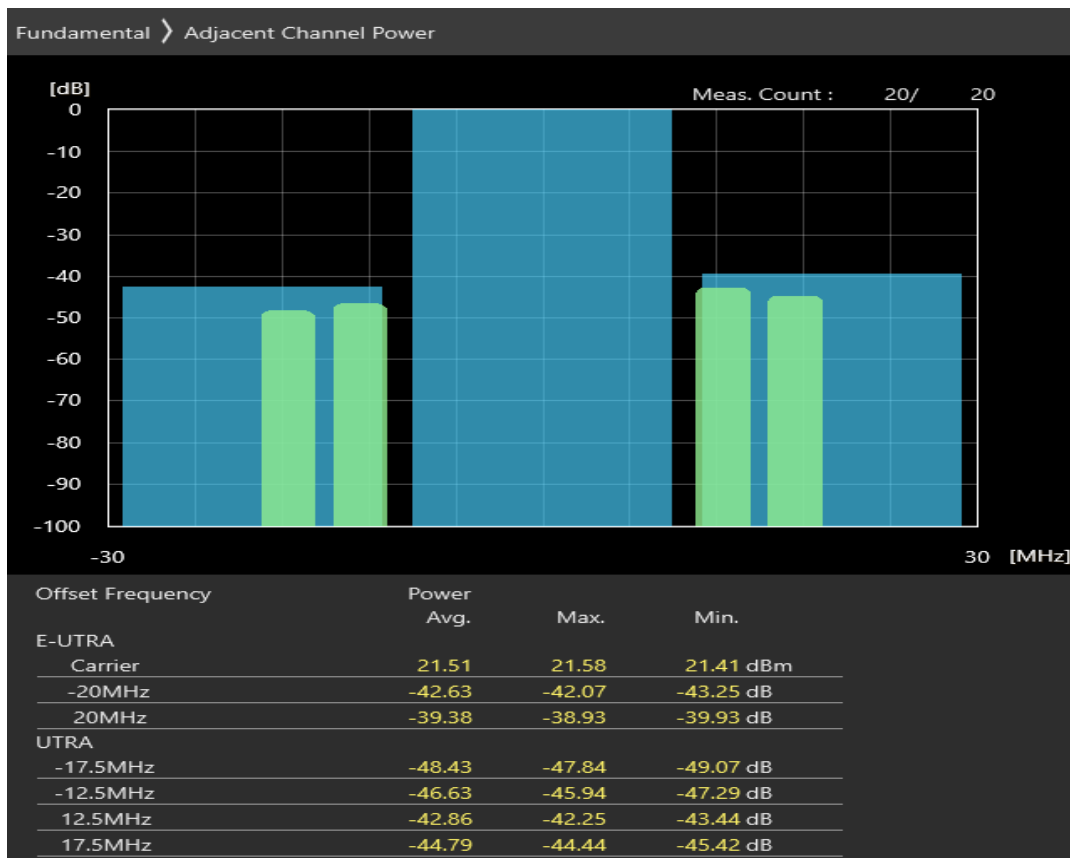 Fundamental 〉 Adjacent Channel Power
[dB]
Meas. Count : 20/ 20
0
-10
-20
-30
-40
-50
-60
-70
-80
-90
-100
-30 30 [MHz]
Offset Frequency Power
Avg. Max. Min.
E-UTRA
Carrier 21.51 21.58 21.41 dBm
-20MHz -42.63 -42.07 -43.25 dB
20MHz -39.38 -38.93 -39.93 dB
UTRA
-17.5MHz -48.43 -47.84 -49.07 dB
-12.5MHz -46.63 -45.94 -47.29 dB
12.5MHz -42.86 -42.25 -43.44 dB
17.5MHz -44.79 -44.44 -45.42 dB